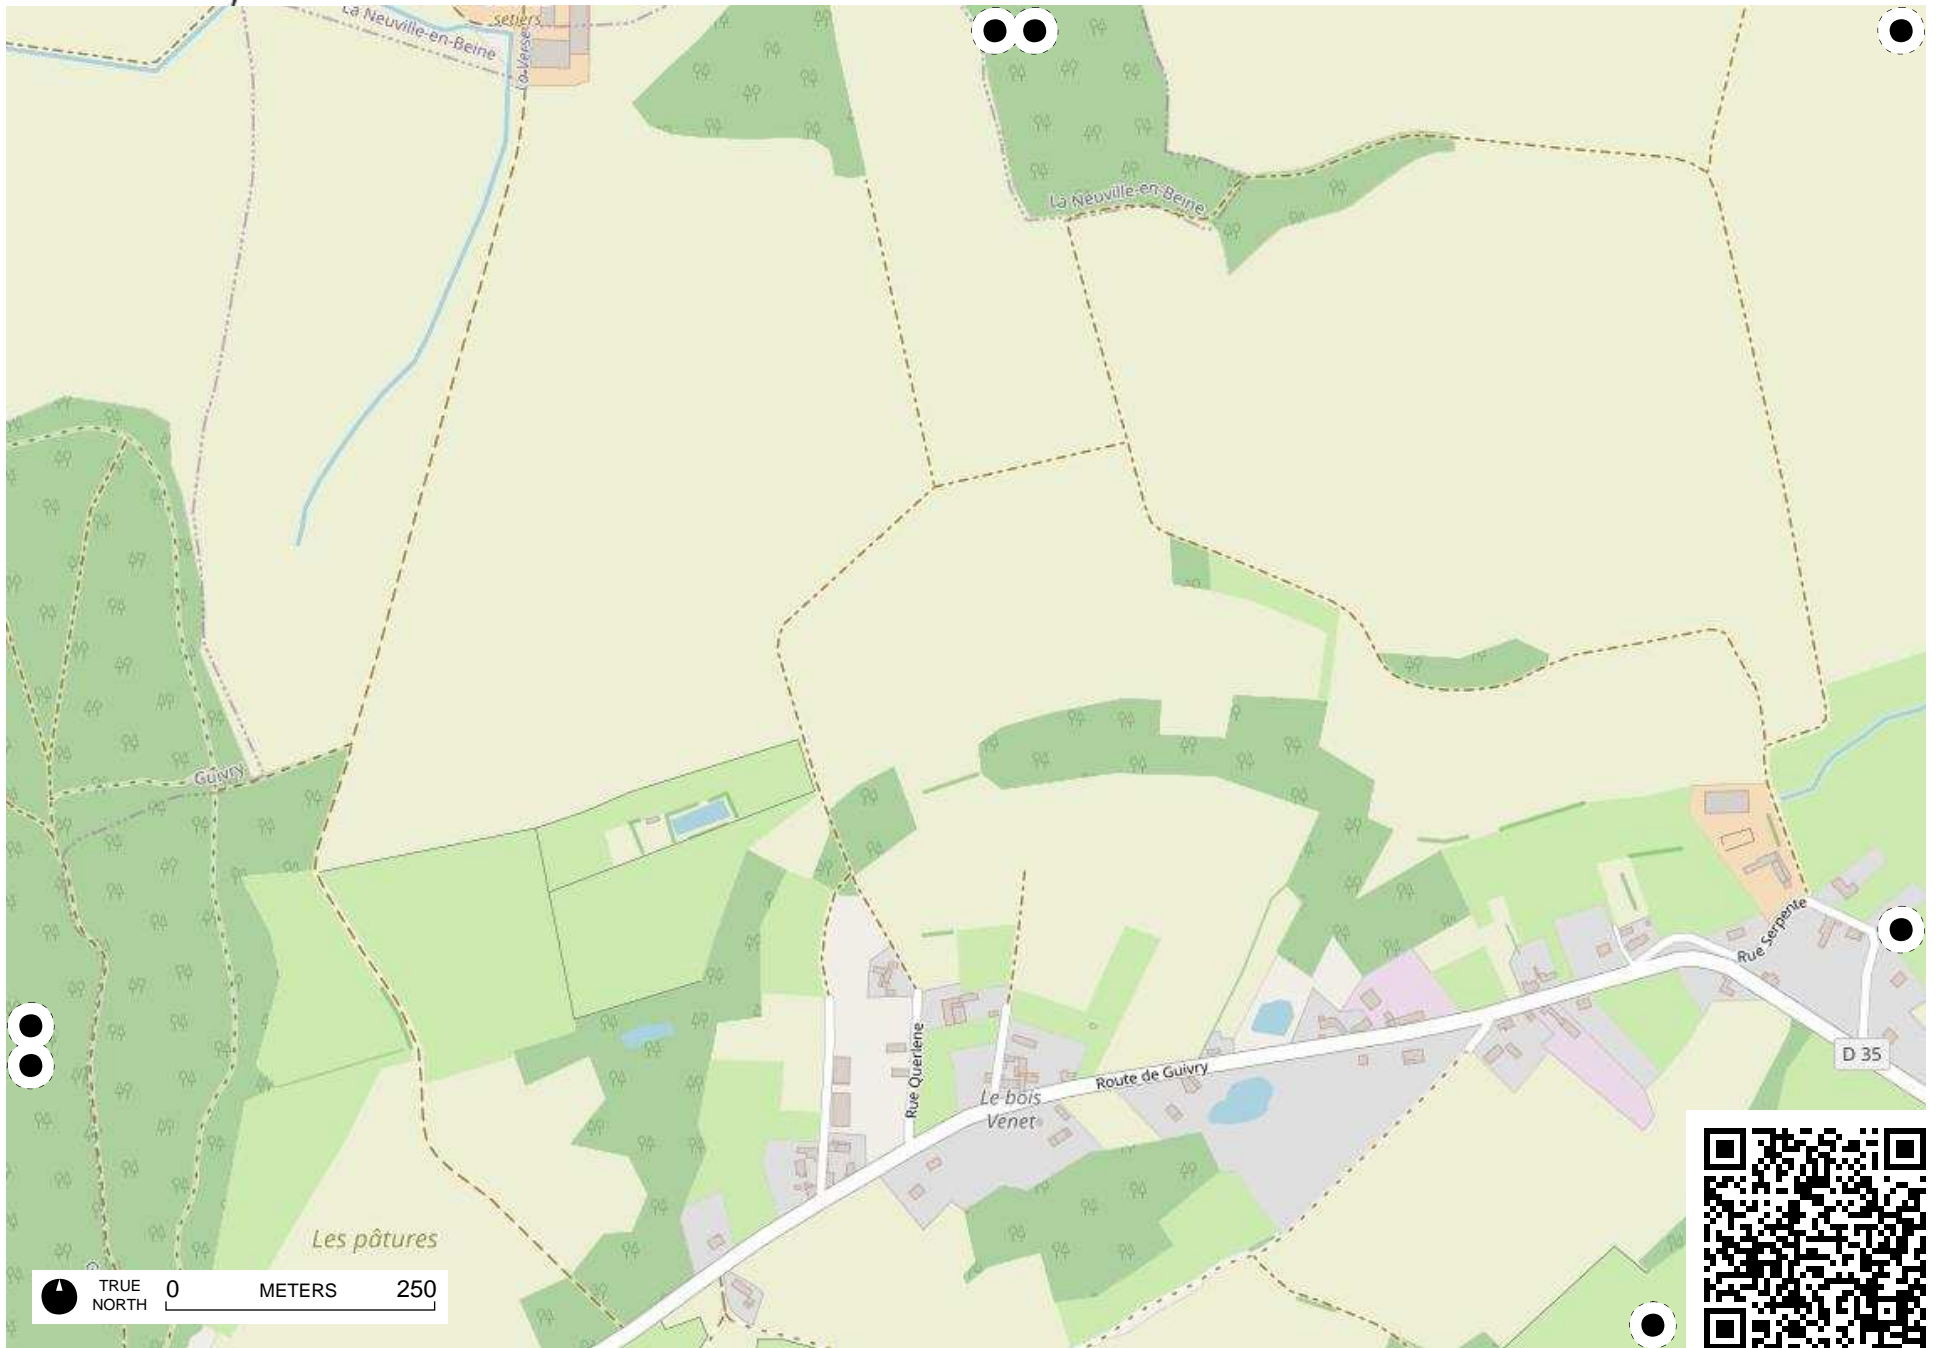 La Neuville-en-Beine
setiers
La Verse
La Neuville-en-Beine
Guivry
Rue Serpente
D 35
Route de Guivry
Rue Querlene
Le bois
Venet
Les pâtures
TRUE
NORTH
0 METERS 250